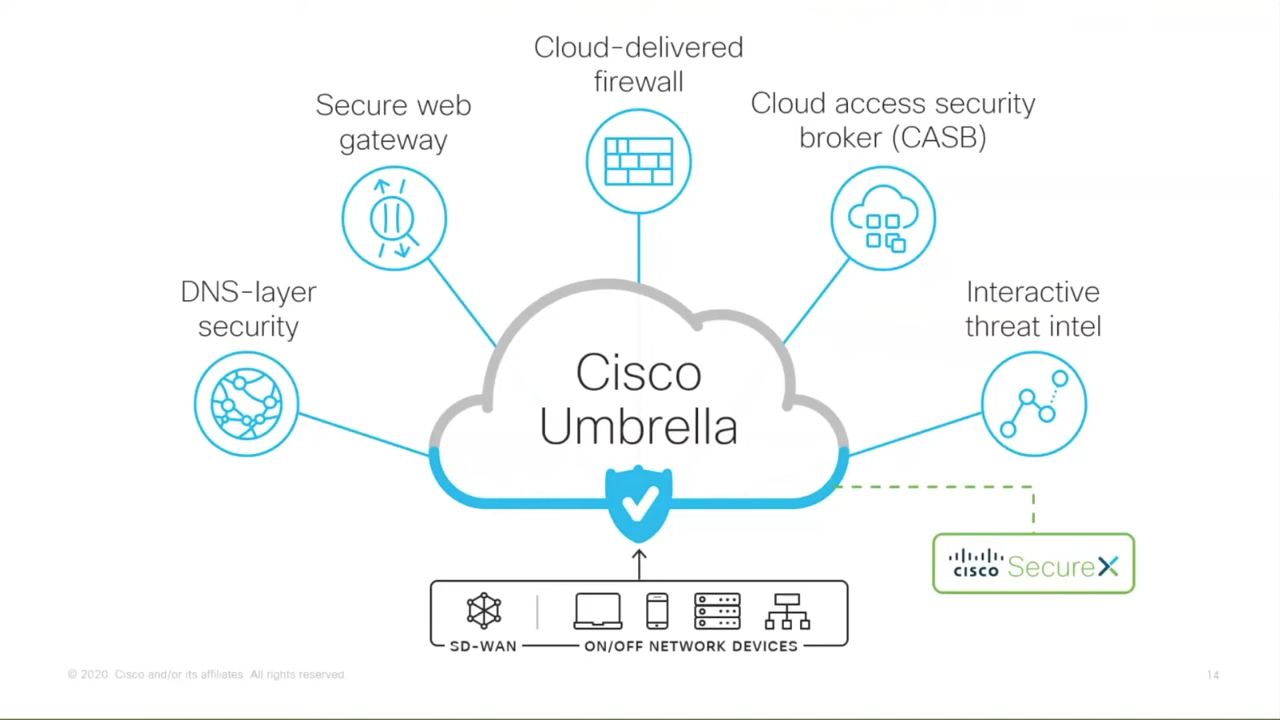 Cloud-delivered
firewall
Secure web
gateway
Cloud access security
broker (CASB)
DNS-layer
security
Interactive
threat intel
Cisco
Umbrella
CISCO SecureX
SD-WAN
ON/OFF NETWORK DEVICES
© 2020 Cisco and/or its affiliates All rights reserved.
14